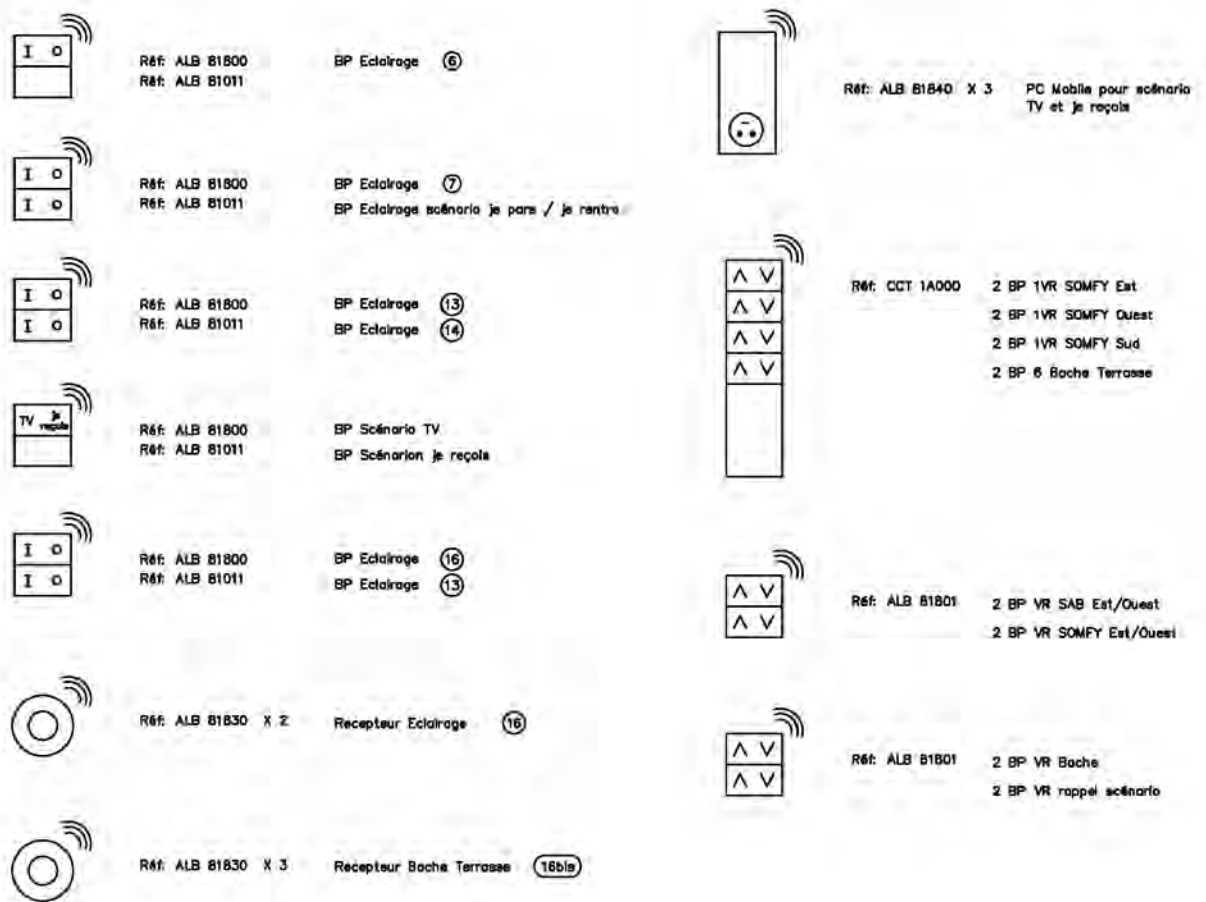 I O
Réf: ALB 81800 BP Eclairage 6
Réf: ALB 81011
I O
Réf: ALB 81800 BP Eclairage 7
I O
Réf: ALB 81011 BP Eclairage scénario je pars / je rentre
I O
Réf: ALB 81800 BP Eclairage 13
I O
Réf: ALB 81011 BP Eclairage 14
TV je reçois
Réf: ALB 81800 BP Scénario TV
Réf: ALB 81011 BP Scénarion je reçois
I O
Réf: ALB 81800 BP Eclairage 16
I O
Réf: ALB 81011 BP Eclairage 13
Réf: ALB 81830 X 2 Recepteur Eclairage 16
Réf: ALB 81830 X 3 Recepteur Bache Terrasse 16bis
Réf: ALB 81840 X 3 PC Mobile pour scénario
TV et je reçois
Réf: CCT 1A000 2 BP 1VR SOMFY Est
2 BP 1VR SOMFY Ouest
2 BP 1VR SOMFY Sud
2 BP 6 Bache Terrasse
Réf: ALB 81801 2 BP VR SAB Est/Ouest
2 BP VR SOMFY Est/Ouest
Réf: ALB 81801 2 BP VR Bache
2 BP VR rappel scénario